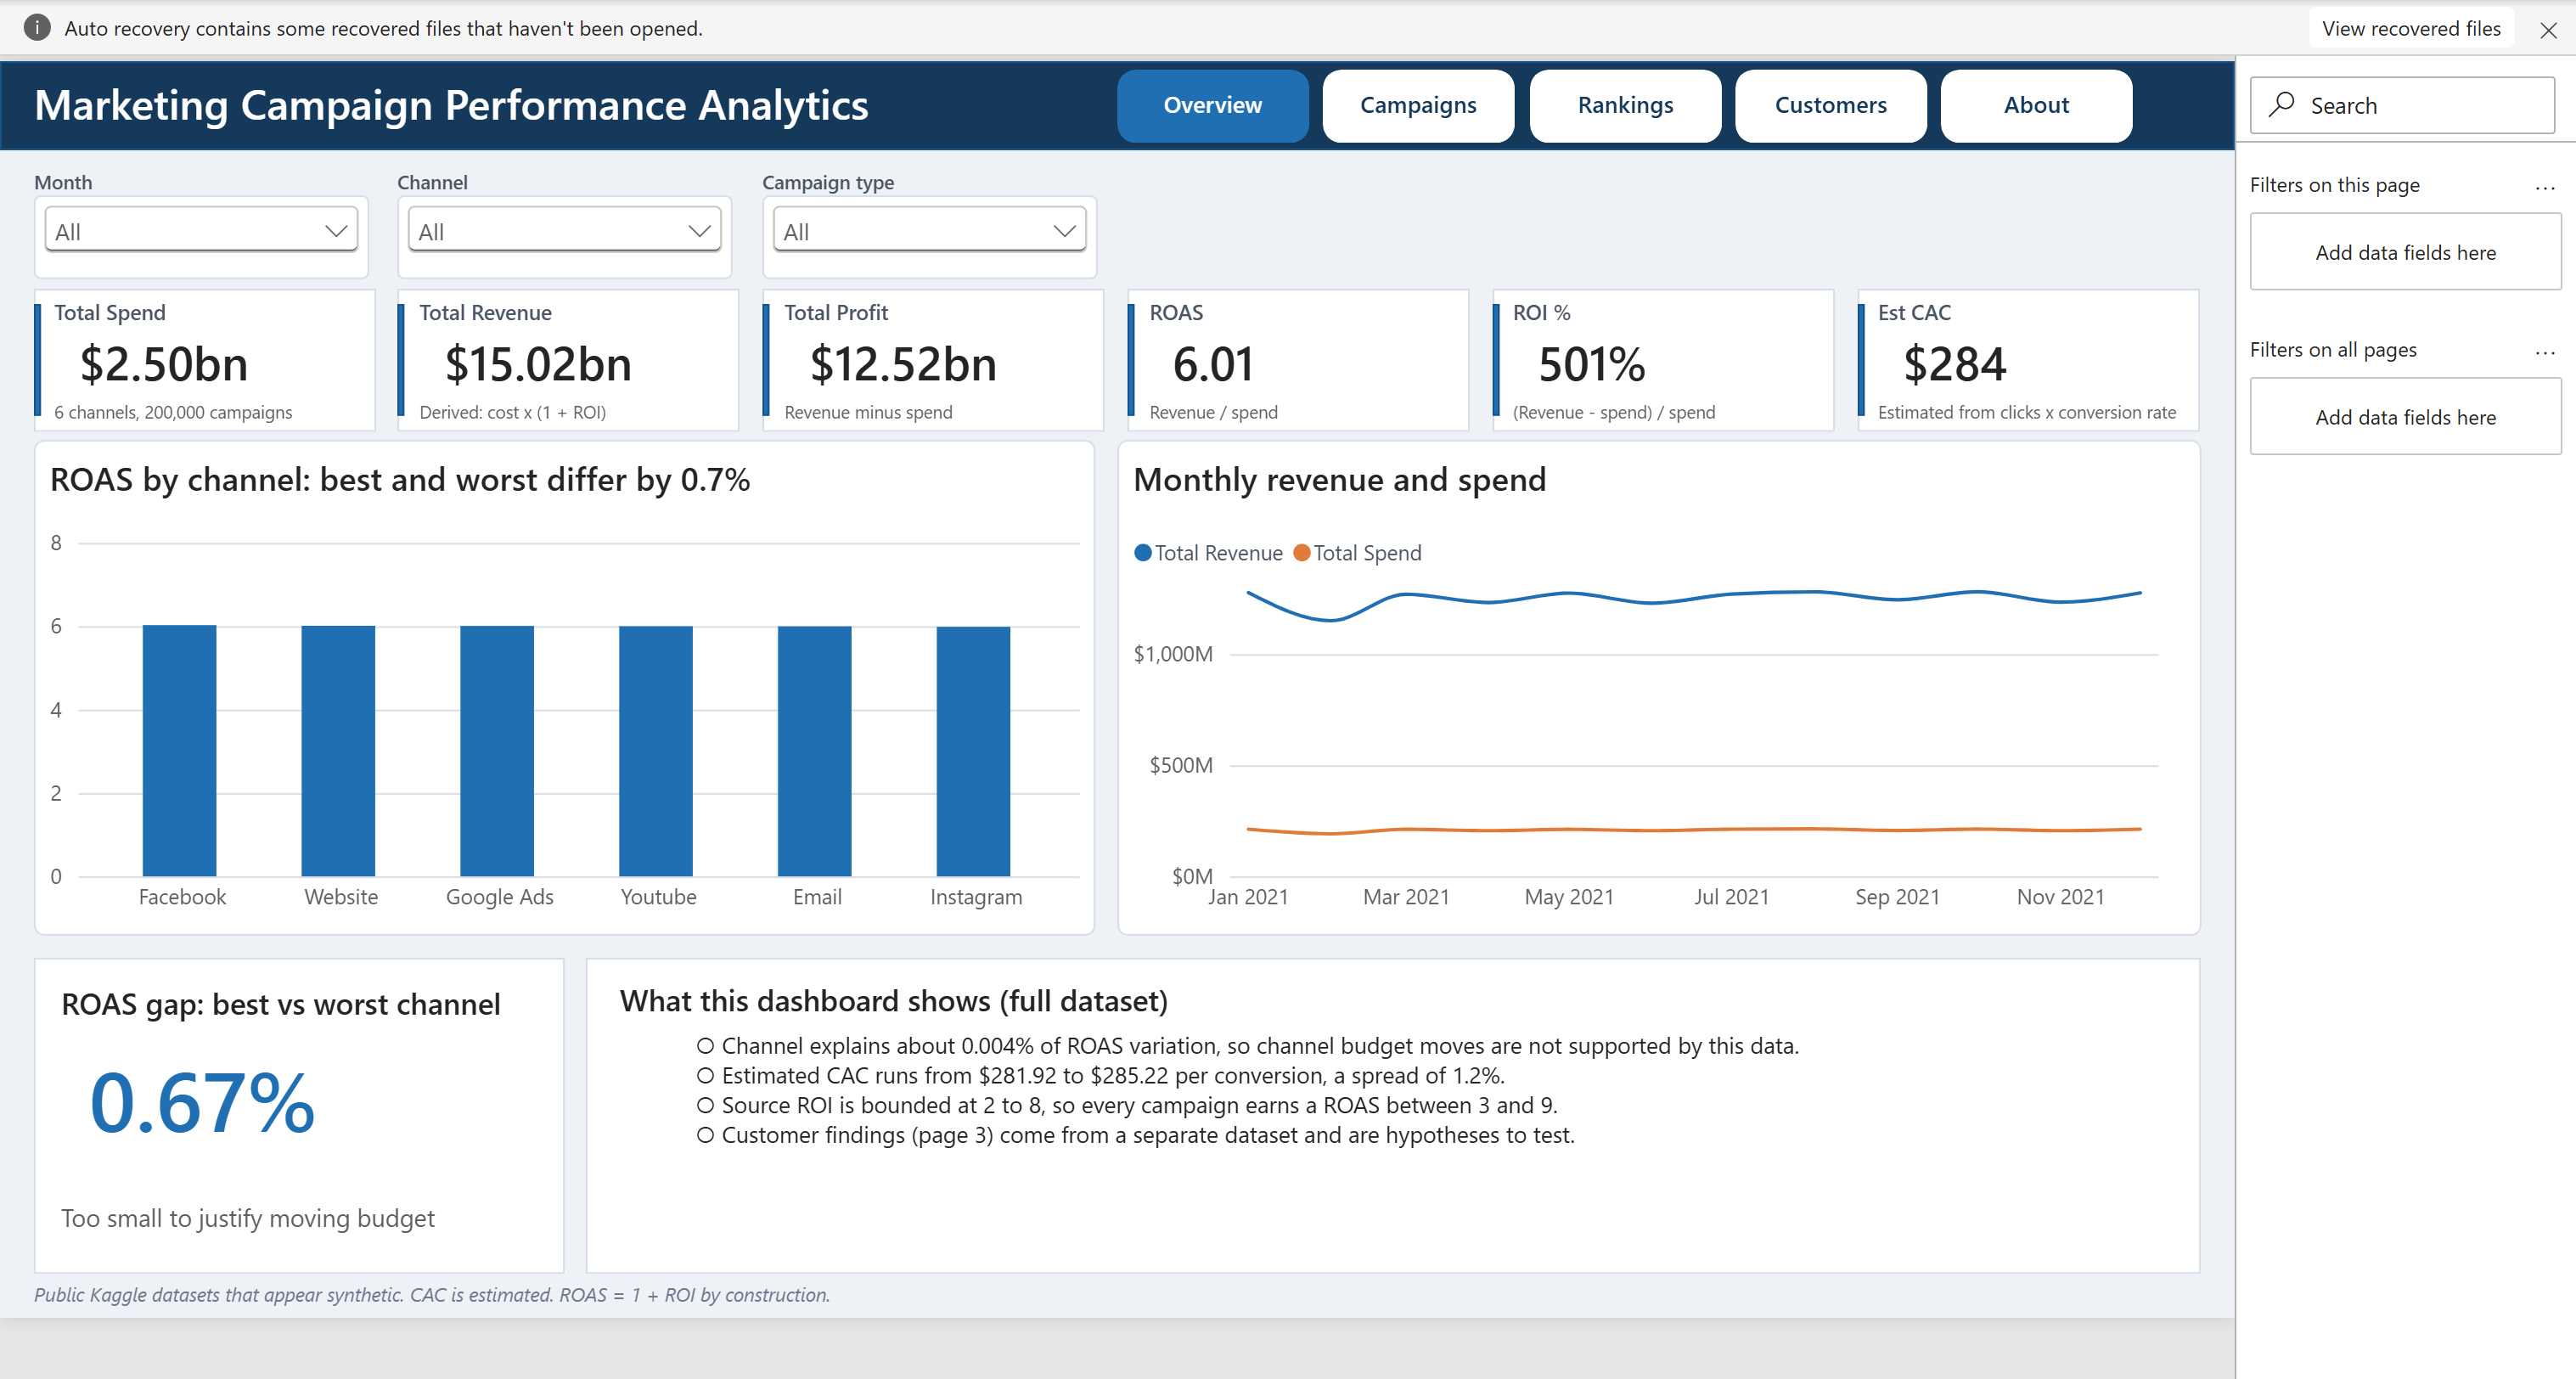 Auto recovery contains some recovered files that haven't been opened.
View recovered files
Marketing Campaign Performance Analytics
Overview
Campaigns
Rankings
Customers
About
Search
Filters on this page
...
Add data fields here
Filters on all pages
...
Add data fields here
Month
Channel
Campaign type
All
All
All
Total Spend
$2.50bn
6 channels, 200,000 campaigns
Total Revenue
$15.02bn
Derived: cost x (1 + ROI)
Total Profit
$12.52bn
Revenue minus spend
ROAS
6.01
Revenue / spend
ROI %
501%
(Revenue - spend) / spend
Est CAC
$284
Estimated from clicks x conversion rate
ROAS by channel: best and worst differ by 0.7%
8
6
4
2
0
Facebook
Website
Google Ads
Youtube
Email
Instagram
Monthly revenue and spend
Total Revenue
Total Spend
$1,000M
$500M
$0M
Jan 2021
Mar 2021
May 2021
Jul 2021
Sep 2021
Nov 2021
ROAS gap: best vs worst channel
0.67%
Too small to justify moving budget
What this dashboard shows (full dataset)
Channel explains about 0.004% of ROAS variation, so channel budget moves are not supported by this data.
Estimated CAC runs from $281.92 to $285.22 per conversion, a spread of 1.2%.
Source ROI is bounded at 2 to 8, so every campaign earns a ROAS between 3 and 9.
Customer findings (page 3) come from a separate dataset and are hypotheses to test.
Public Kaggle datasets that appear synthetic. CAC is estimated. ROAS = 1 + ROI by construction.